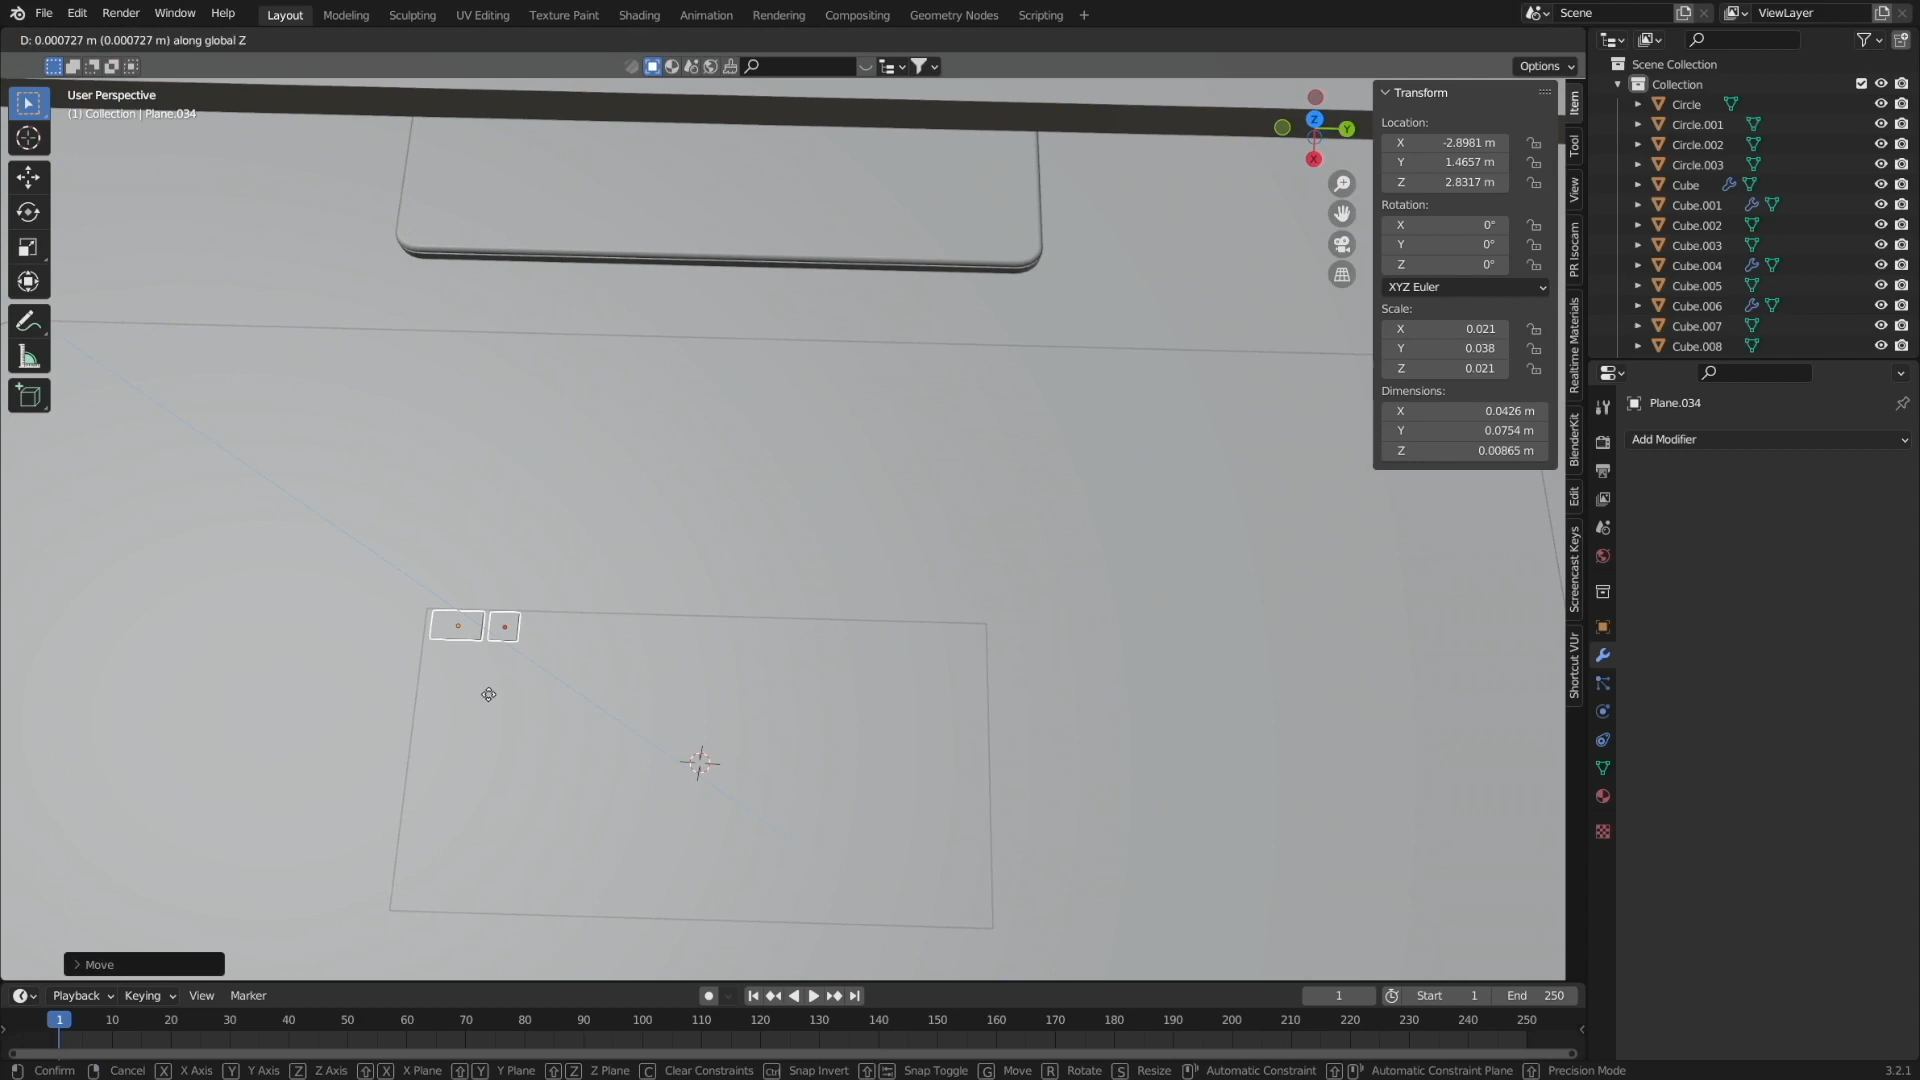 File Edit Render Window Help Layout Modeling Sculpting UV Editing Texture Paint Shading Animation Rendering Compositing Geometry Nodes Scripting + Scene ViewLayer
D: 0.000727 m (0.000727 m) along global Z
Options
User Perspective
(1) Collection | Plane.034
Z
Y
X
Transform
Location:
X -2.8981 m
Y 1.4657 m
Z 2.8317 m
Rotation:
X 0°
Y 0°
Z 0°
XYZ Euler
Scale:
X 0.021
Y 0.038
Z 0.021
Dimensions:
X 0.0426 m
Y 0.0754 m
Z 0.00865 m
Item
Tool
View
PR Isocam
Realtime Materials
BlenderKit
Edit
Screencast Keys
Shortcut VUr
Scene Collection
Collection
Circle
Circle.001
Circle.002
Circle.003
Cube
Cube.001
Cube.002
Cube.003
Cube.004
Cube.005
Cube.006
Cube.007
Cube.008
Plane.034
Add Modifier
Move
Playback Keying View Marker 1 Start 1 End 250
1 10 20 30 40 50 60 70 80 90 100 110 120 130 140 150 160 170 180 190 200 210 220 230 240 250
Confirm Cancel X X Axis Y Y Axis Z Z Axis X X Plane Y Y Plane Z Z Plane C Clear Constraints Ctrl Snap Invert Snap Toggle G Move R Rotate S Resize Automatic Constraint Automatic Constraint Plane Precision Mode 3.2.1